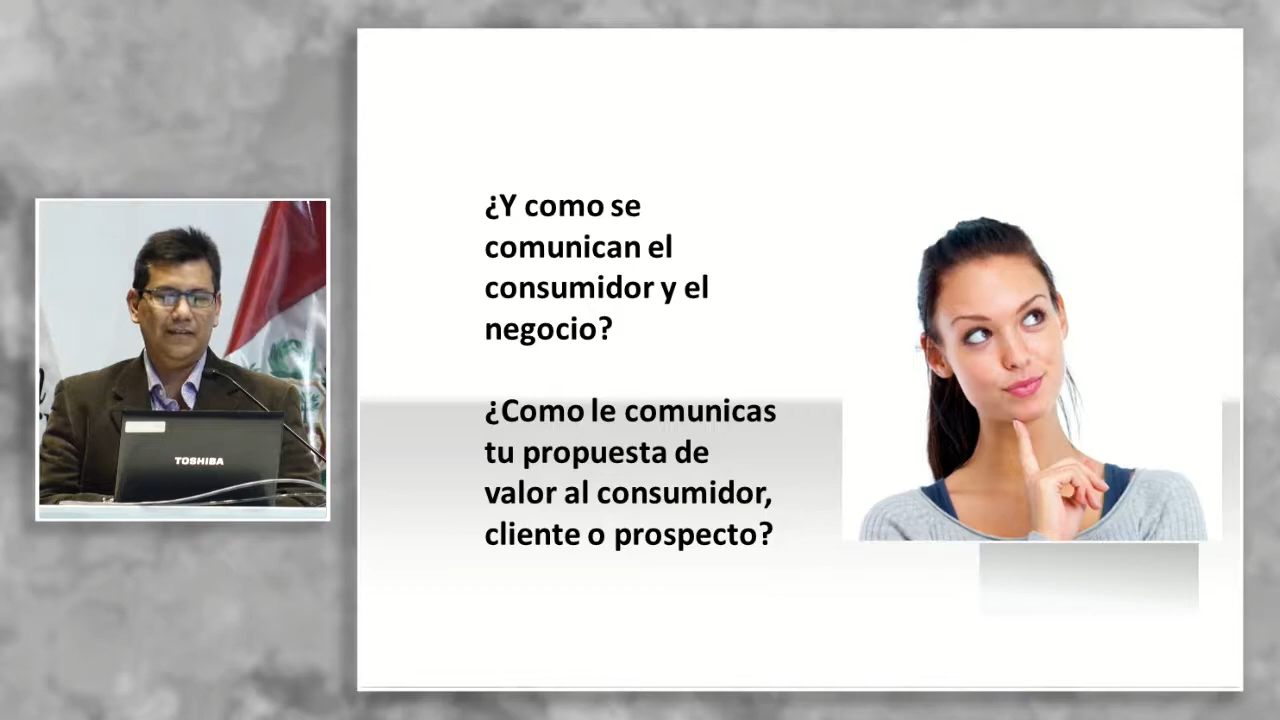 ¿Y como se
comunican el
consumidor y el
negocio?
¿Como le comunicas
tu propuesta de
valor al consumidor,
cliente o prospecto?
TOSHIBA